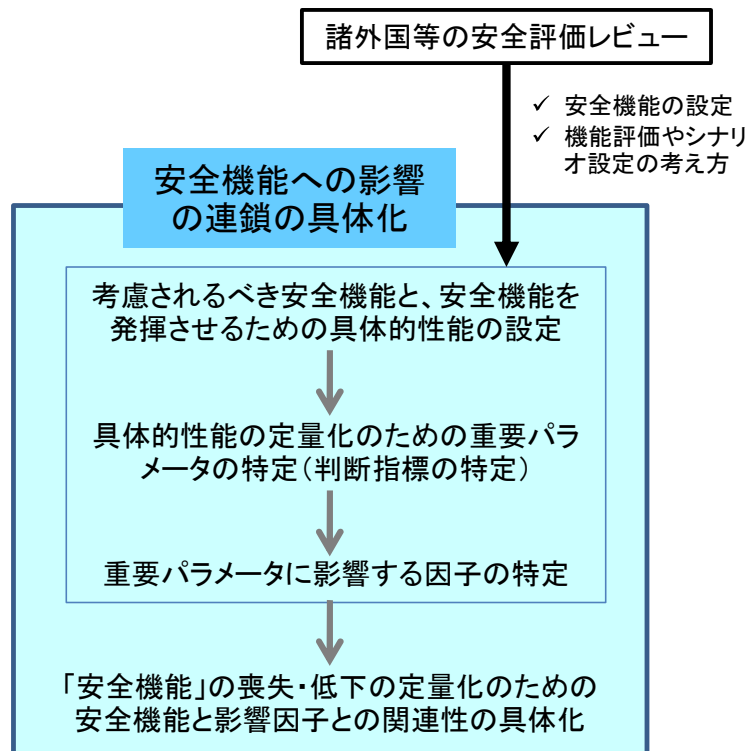 諸外国等の安全評価レビュー
✓ 安全機能の設定
✓ 機能評価やシナリ
オ設定の考え方
安全機能への影響
の連鎖の具体化
考慮されるべき安全機能と、安全機能を
発揮させるための具体的性能の設定
具体的性能の定量化のための重要パラ
メータの特定（判断指標の特定）
重要パラメータに影響する因子の特定
「安全機能」の喪失・低下の定量化のための
安全機能と影響因子との関連性の具体化